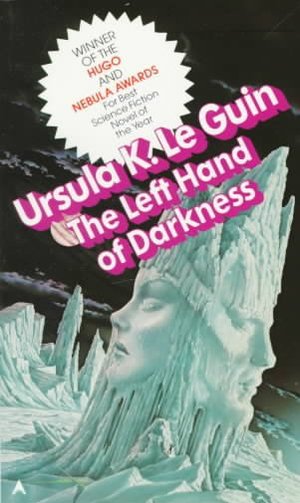 WINNER
OF THE
HUGO
AND
NEBULA AWARDS
For Best
Science Fiction
Novel of
the Year
Ursula K. Le Guin
The Left Hand
of Darkness